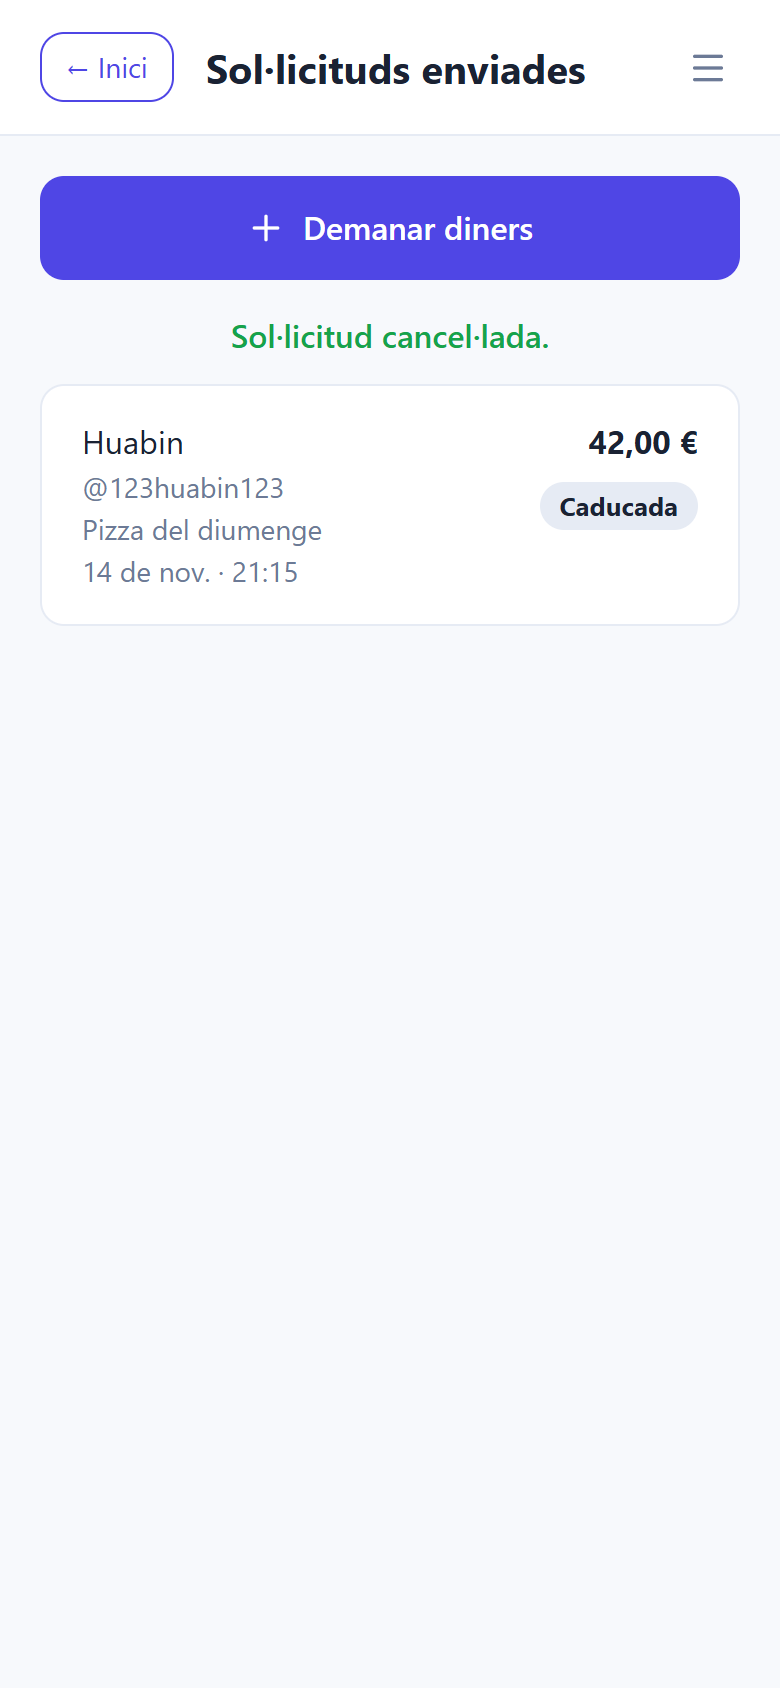 ← Inici
Sol·licituds enviades
+ Demanar diners
Sol·licitud cancel·lada.
Huabin
42,00 €
@123huabin123
Caducada
Pizza del diumenge
14 de nov. · 21:15